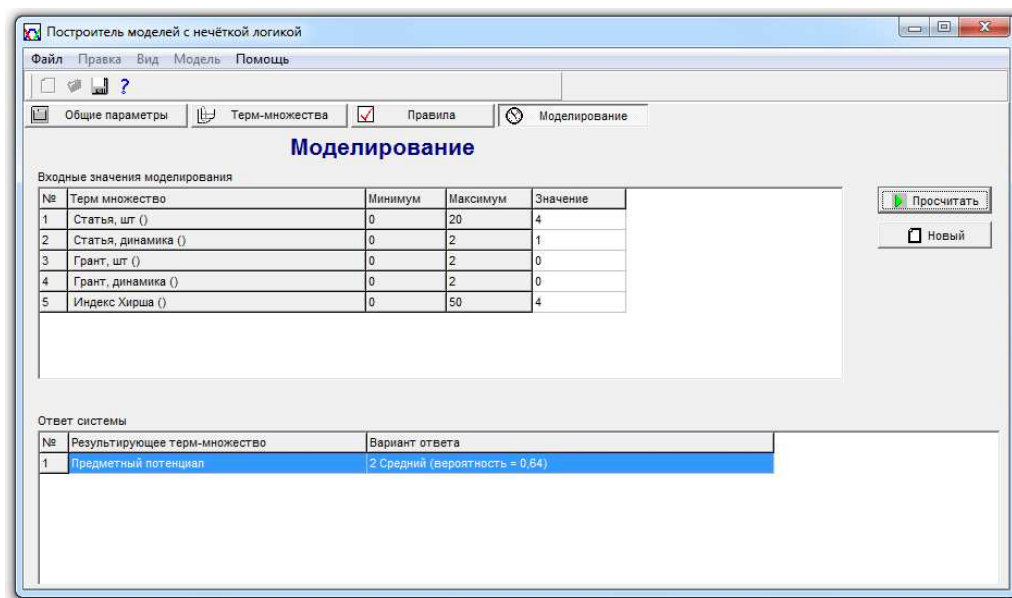 Построитель моделей с нечёткой логикой
Файл Правка Вид Модель Помощь
?
Общие параметры Терм-множества Правила Моделирование
Моделирование
Входные значения моделирования
№ Терм множество Минимум Максимум Значение
1 Статья, шт () 0 20 4
2 Статья, динамика () 0 2 1
3 Грант, шт () 0 2 0
4 Грант, динамика () 0 2 0
5 Индекс Хирша () 0 50 4
Просчитать
Новый
Ответ системы
№ Результирующее терм-множество Вариант ответа
1 Предметный потенциал 2 Средний (вероятность = 0,64)